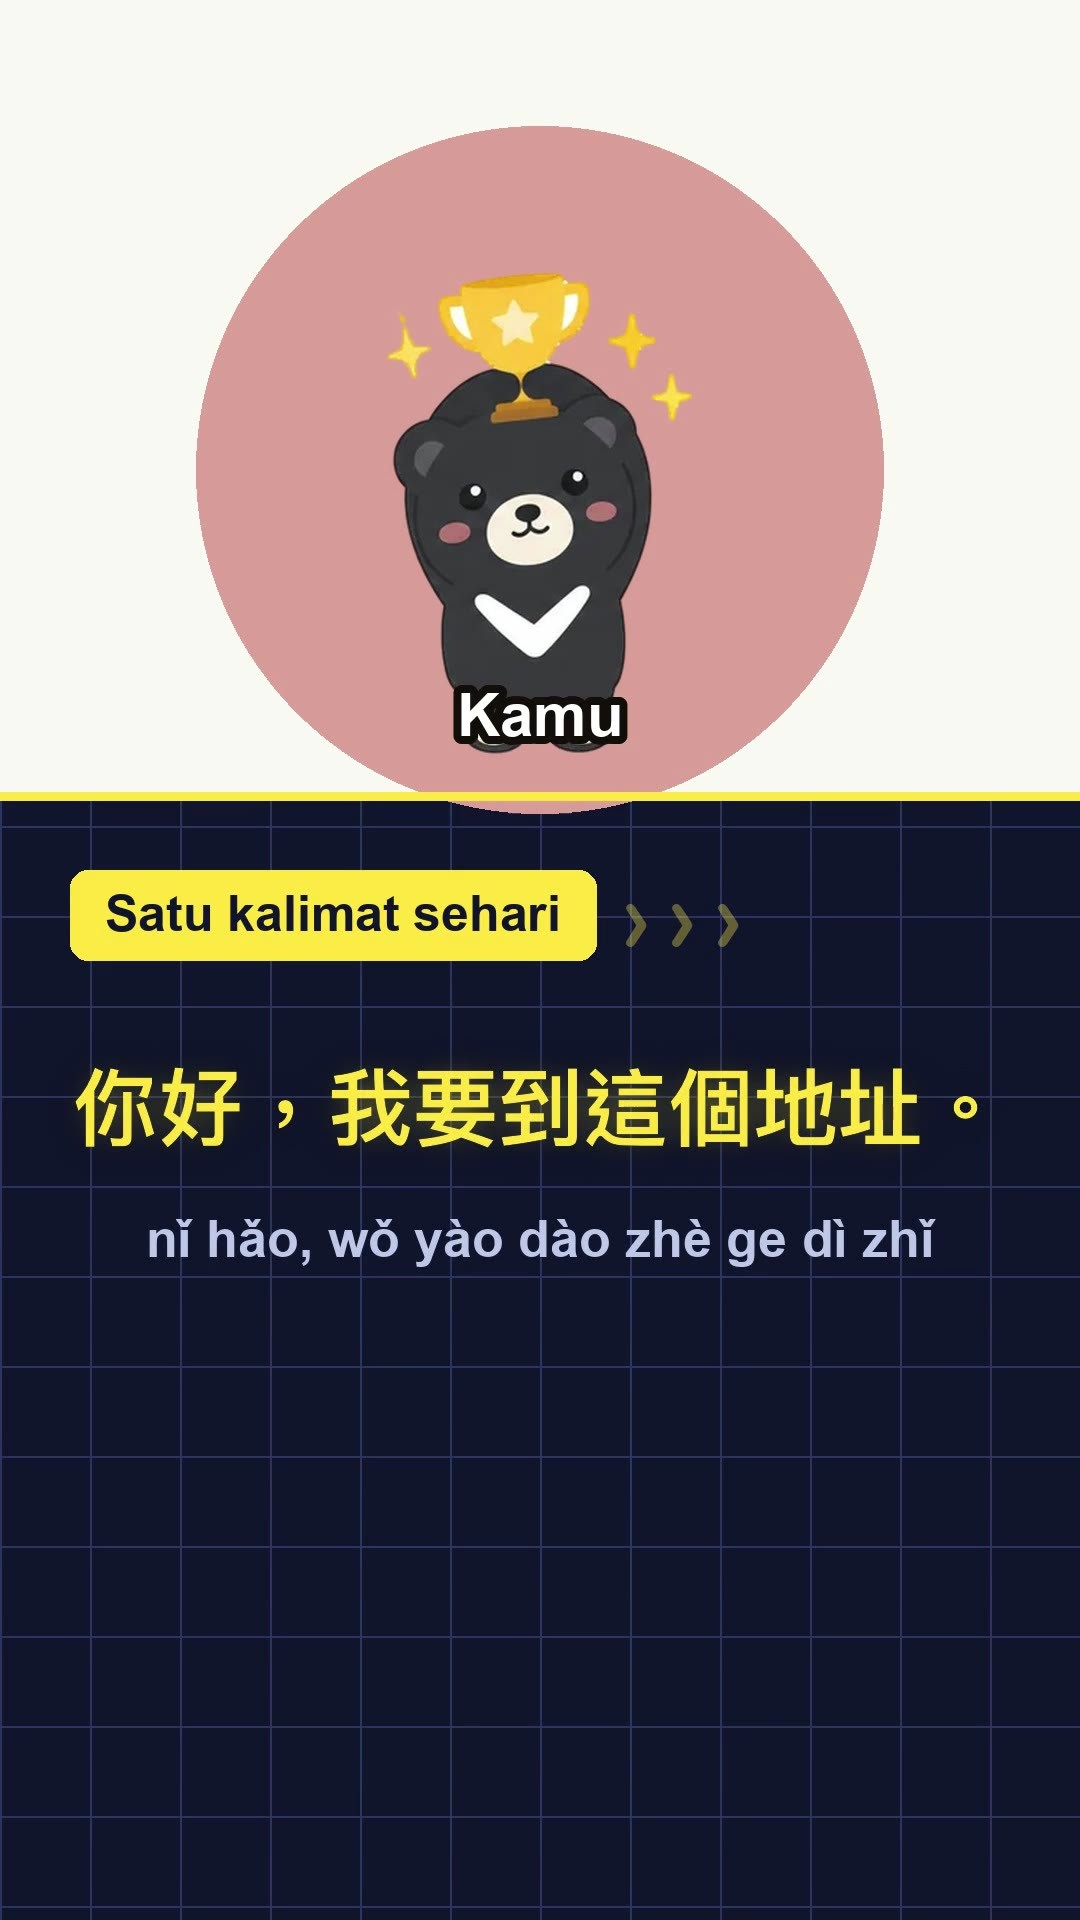 Kamu
Satu kalimat sehari
你好，我要到這個地址。
nǐ hǎo, wǒ yào dào zhè ge dì zhǐ